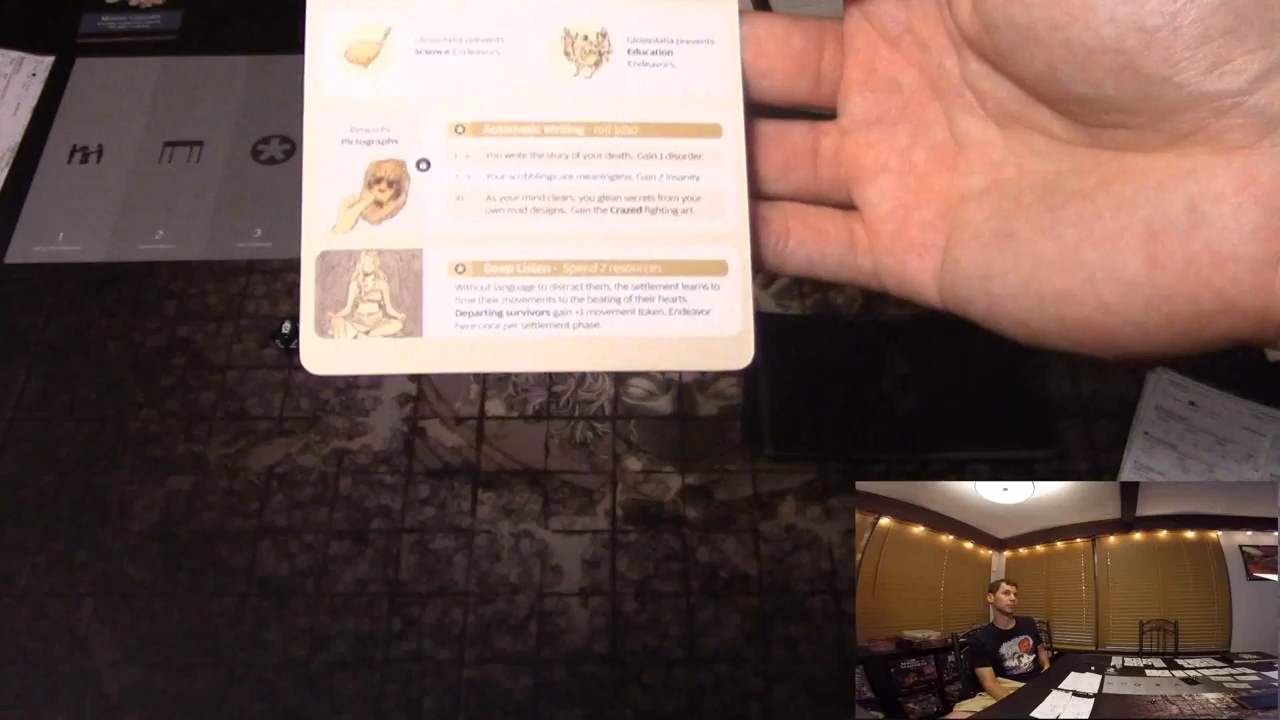 Glossolalia prevents
Science Endeavors.
Glossolalia prevents
Education
Endeavors.
Requires
Pictographs
Automatic Writing - Roll 1d10
You write the story of your death. Gain 1 disorder.
Your scribblings are meaningless. Gain 2 insanity.
10
As your mind clears, you glean secrets from your
own mad designs. Gain the Crazed fighting art.
Deep Listen - Spend 2 resources
Without language to distract them, the settlement learns to
time their movements to the beating of their hearts.
Departing survivors gain +1 movement token. Endeavor
here once per settlement phase.
1
2
3